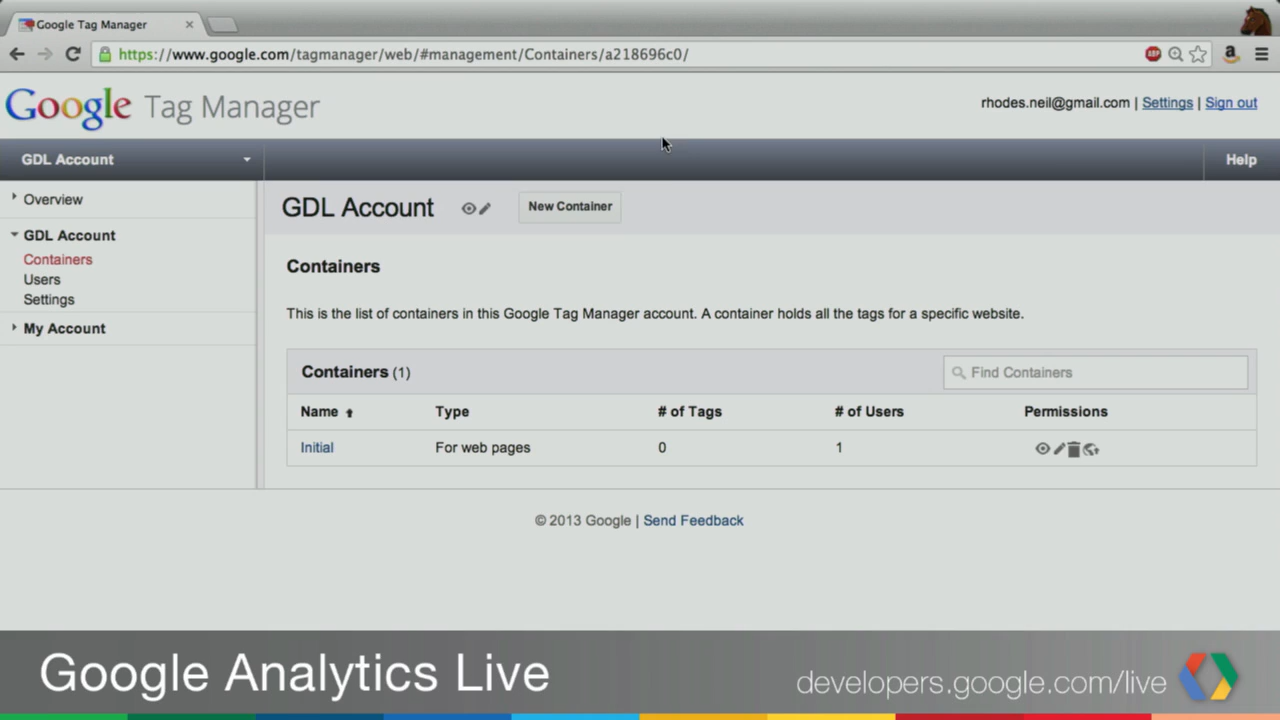 Google Tag Manager
https://www.google.com/tagmanager/web/#management/Containers/a218696c0/
Google Tag Manager
rhodes.neil@gmail.com | Settings | Sign out
GDL Account
Help
Overview
GDL Account
Containers
Users
Settings
My Account
GDL Account
New Container
Containers
This is the list of containers in this Google Tag Manager account. A container holds all the tags for a specific website.
Containers (1)
Find Containers
Name Type # of Tags # of Users Permissions
Initial For web pages 0 1
© 2013 Google | Send Feedback
Google Analytics Live
developers.google.com/live